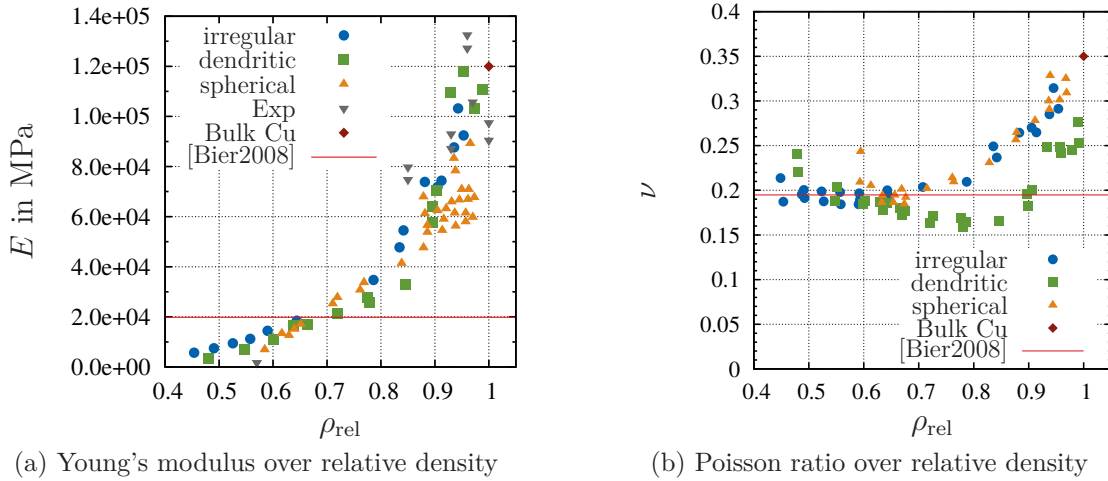 1.4e+05
1.2e+05
1.0e+05
8.0e+04
6.0e+04
4.0e+04
2.0e+04
0.0e+00
E in MPa
irregular
dendritic
spherical
Exp
Bulk Cu
[Bier2008]
0.4 0.5 0.6 0.7 0.8 0.9 1
ρrel
(a) Young's modulus over relative density
0.4
0.35
0.3
0.25
0.2
0.15
0.1
0.05
0
ν
irregular
dendritic
spherical
Bulk Cu
[Bier2008]
0.4 0.5 0.6 0.7 0.8 0.9 1
ρrel
(b) Poisson ratio over relative density